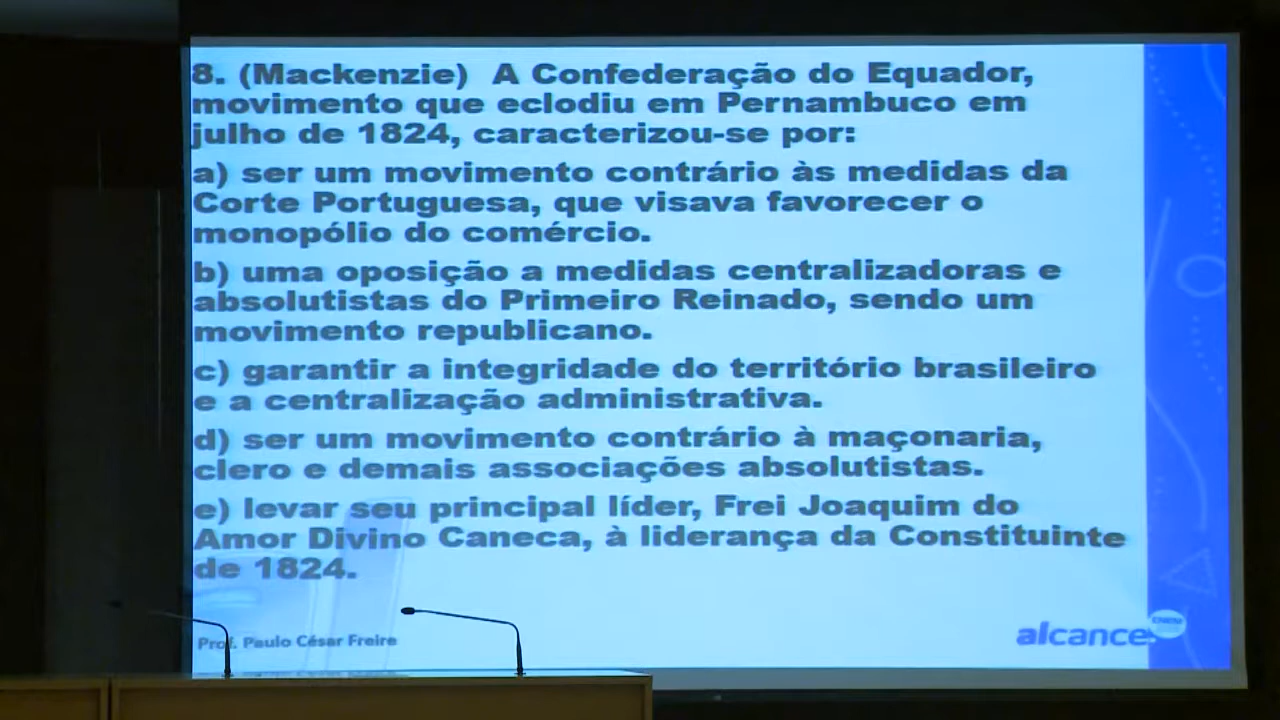 8. (Mackenzie) A Confederação do Equador,
movimento que eclodiu em Pernambuco em
julho de 1824, caracterizou-se por:
a) ser um movimento contrário às medidas da
Corte Portuguesa, que visava favorecer o
monopólio do comércio.
b) uma oposição a medidas centralizadoras e
absolutistas do Primeiro Reinado, sendo um
movimento republicano.
c) garantir a integridade do território brasileiro
e a centralização administrativa.
d) ser um movimento contrário à maçonaria,
clero e demais associações absolutistas.
e) levar seu principal líder, Frei Joaquim do
Amor Divino Caneca, à liderança da Constituinte
de 1824.
Prof. Paulo César Freire
alcance ENEM